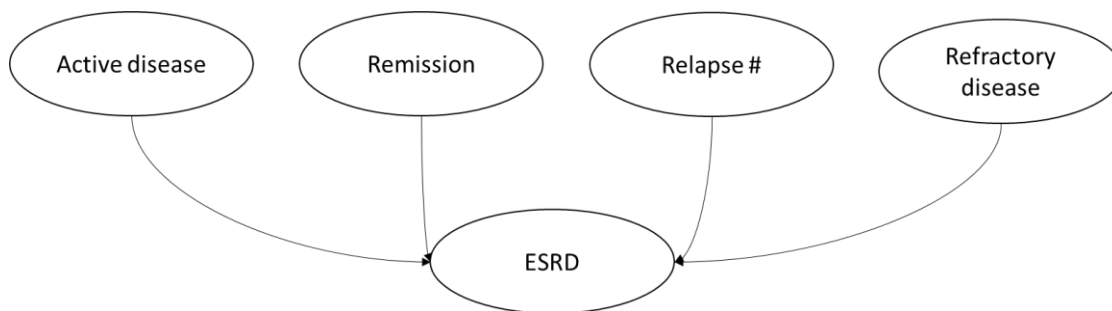 Active disease
Remission
Relapse #
Refractory
disease
ESRD